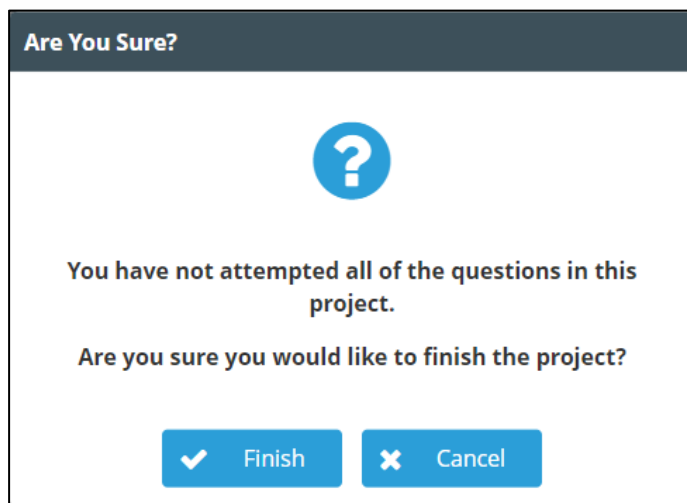 Are You Sure?
You have not attempted all of the questions in this
project.
Are you sure you would like to finish the project?
Finish
Cancel